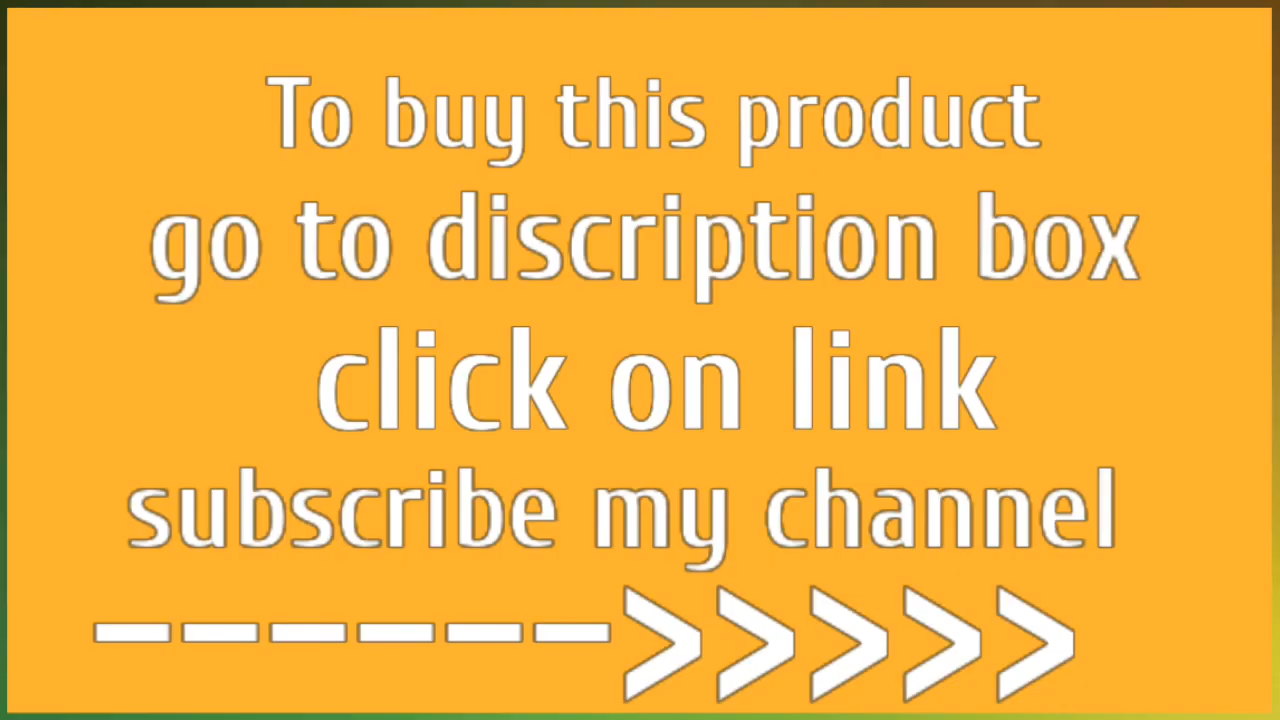 To buy this product
go to discription box
click on link
subscribe my channel
------>>>>>